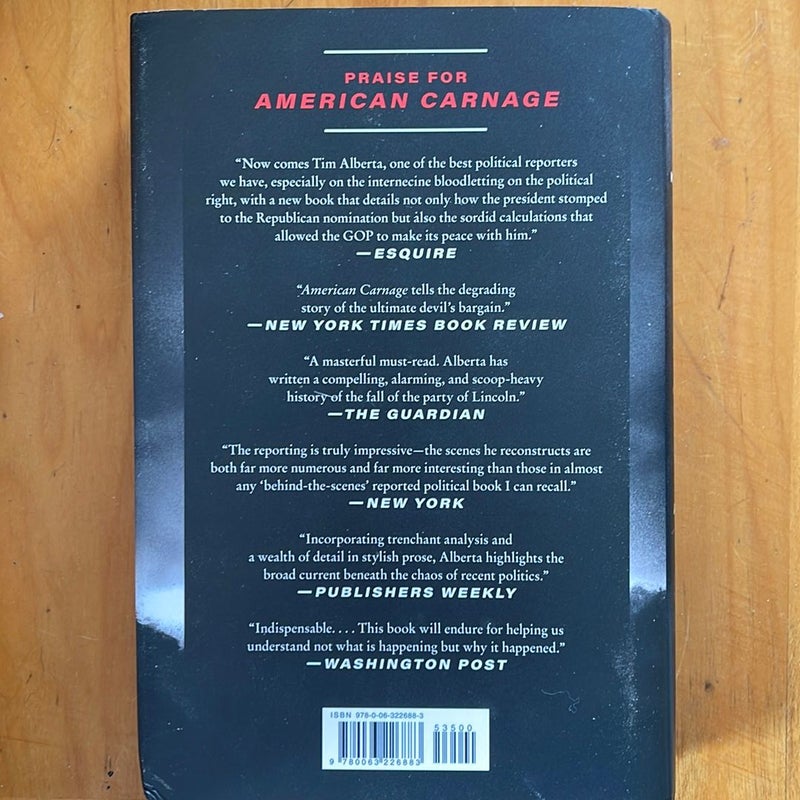 PRAISE FOR
AMERICAN CARNAGE
“Now comes Tim Alberta, one of the best political reporters
we have, especially on the internecine bloodletting on the political
right, with a new book that details not only how the president stomped
to the Republican nomination but also the sordid calculations that
allowed the GOP to make its peace with him.”
—ESQUIRE
“American Carnage tells the degrading
story of the ultimate devil’s bargain.”
—NEW YORK TIMES BOOK REVIEW
“A masterful must-read. Alberta has
written a compelling, alarming, and scoop-heavy
history of the fall of the party of Lincoln.”
—THE GUARDIAN
“The reporting is truly impressive—the scenes he reconstructs are
both far more numerous and far more interesting than those in almost
any ‘behind-the-scenes’ reported political book I can recall.”
—NEW YORK
“Incorporating trenchant analysis and
a wealth of detail in stylish prose, Alberta highlights the
broad current beneath the chaos of recent politics.”
—PUBLISHERS WEEKLY
“Indispensable. . . . This book will endure for helping us
understand not what is happening but why it happened.”
—WASHINGTON POST
ISBN 978-0-06-322688-3
53500
9 780063 226883